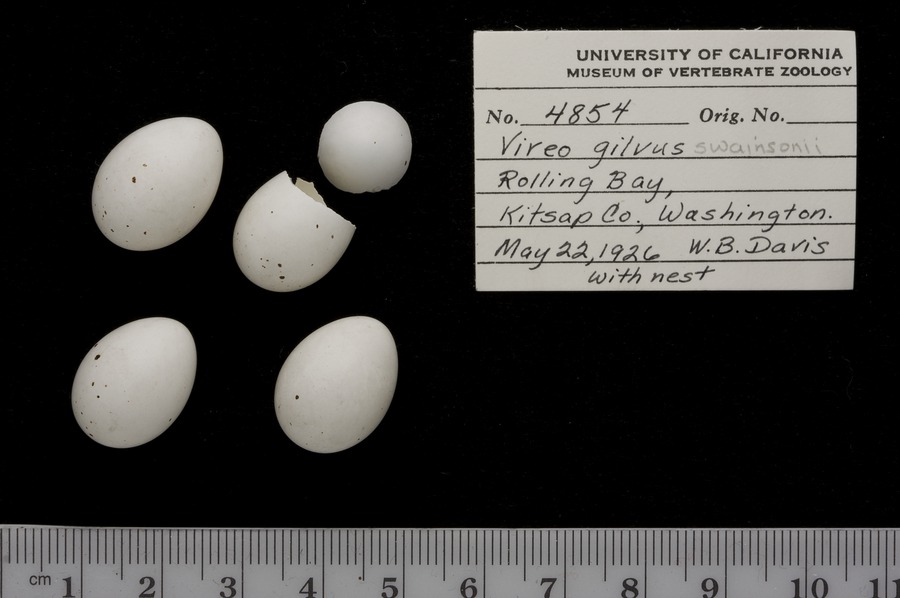 UNIVERSITY OF CALIFORNIA
MUSEUM OF VERTEBRATE ZOOLOGY
No. 4854 Orig. No.
Vireo gilvus swainsonii
Rolling Bay,
Kitsap Co., Washington.
May 22, 1926 W.B. Davis
with nest
cm 1 2 3 4 5 6 7 8 9 10 11